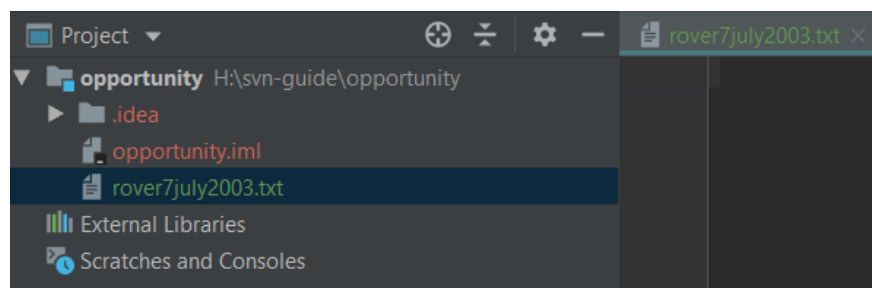 Project
rover7july2003.txt
opportunity H:\svn-guide\opportunity
.idea
opportunity.iml
rover7july2003.txt
External Libraries
Scratches and Consoles